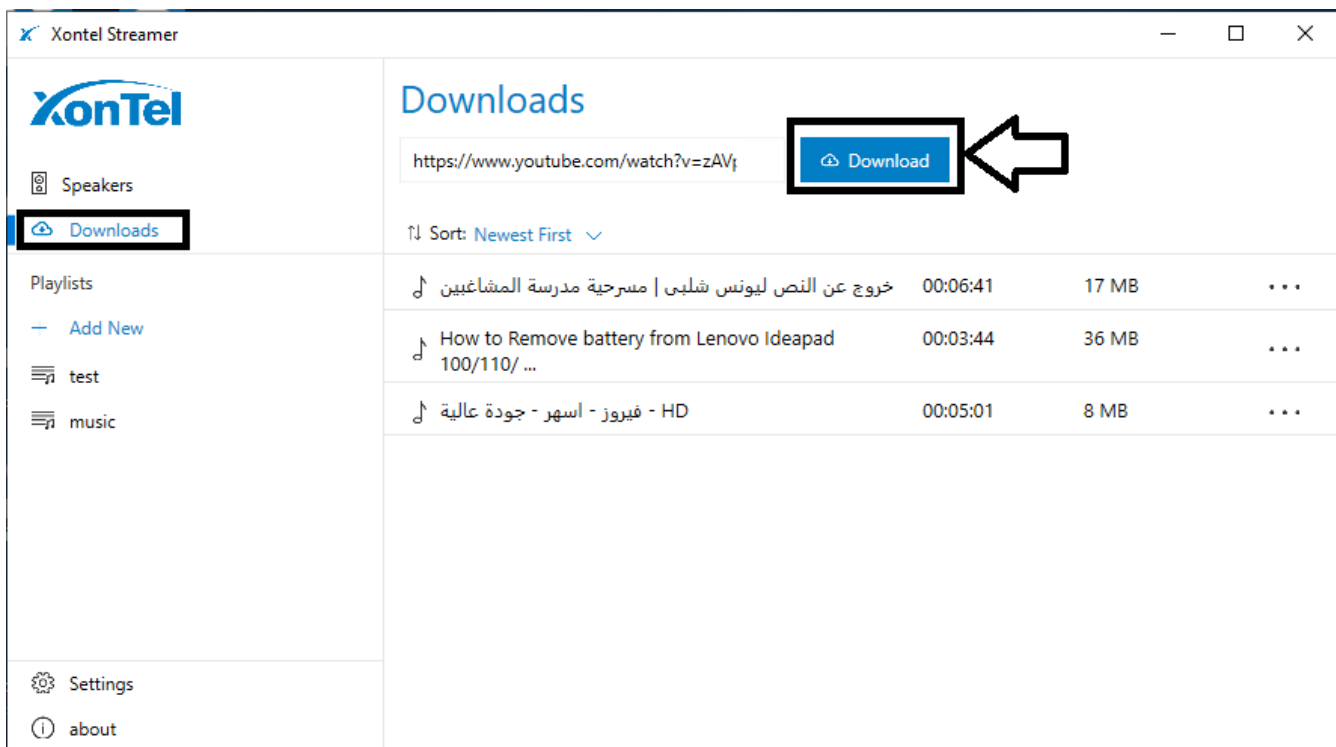 Xontel Streamer
XonTel
Speakers
Downloads
Playlists
Add New
test
music
Settings
about
Downloads
https://www.youtube.com/watch?v=zAV
Download
Sort: Newest First
خروج عن النص ليونس شلبى | مسرحية مدرسة المشاغبين 00:06:41 17 MB
How to Remove battery from Lenovo Ideapad 00:03:44 36 MB
100/110/ ...
فيروز - اسهر - جودة عالية - HD 00:05:01 8 MB